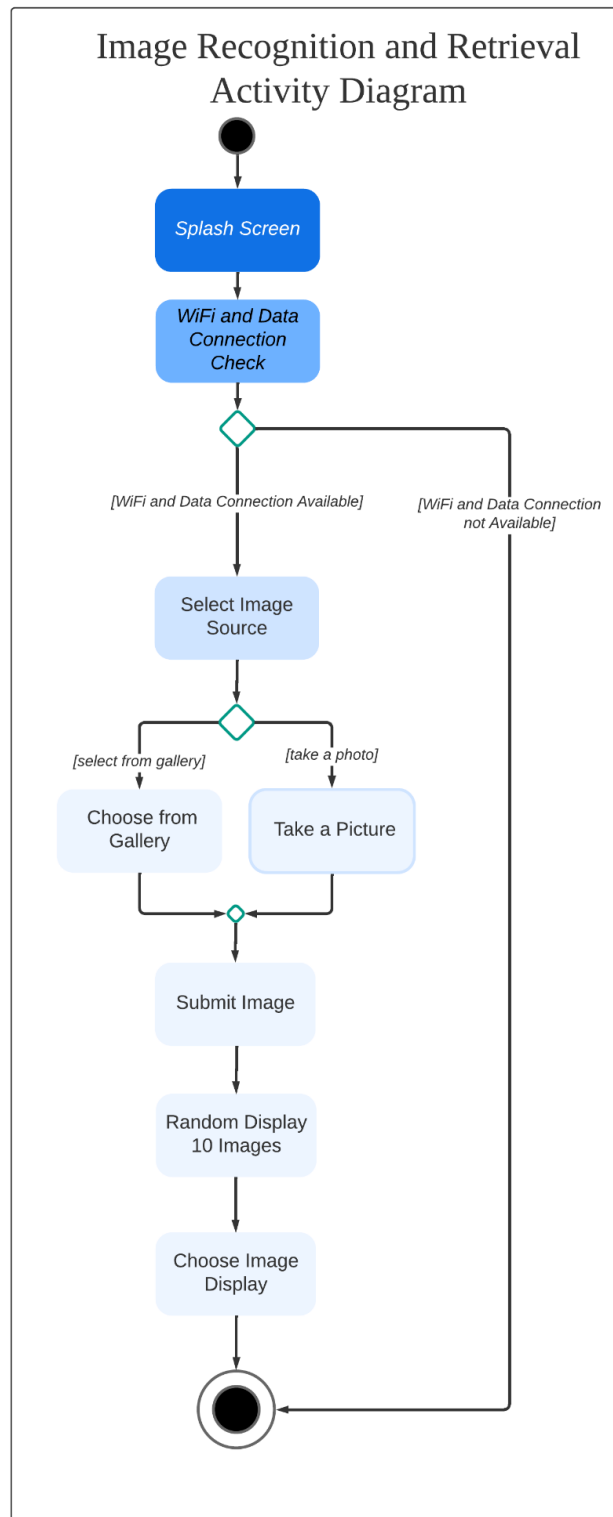 Image Recognition and Retrieval
Activity Diagram
Splash Screen
WiFi and Data
Connection
Check
[WiFi and Data Connection Available]
[WiFi and Data Connection
not Available]
Select Image
Source
[select from gallery]
[take a photo]
Choose from
Gallery
Take a Picture
Submit Image
Random Display
10 Images
Choose Image
Display